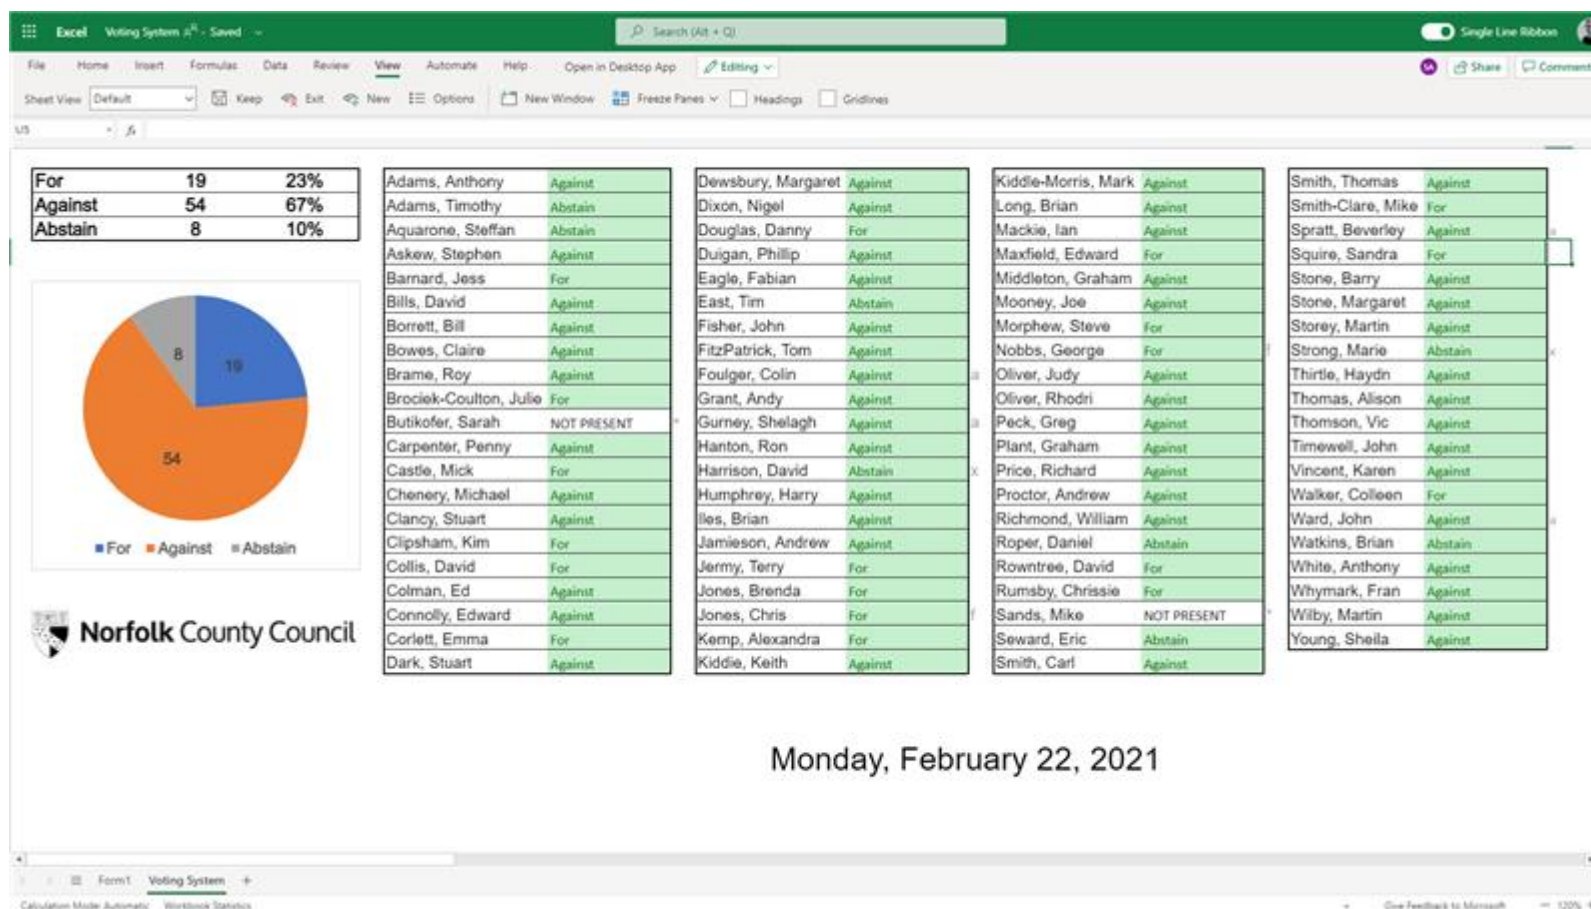 Excel Voting System - Saved
Search (Alt + Q)
Single Line Ribbon
File Home Insert Formulas Data Review View Automate Help Open in Desktop App Editing
SA Share Comment
Sheet View Default Keep Exit New Options New Window Freeze Panes Headings Gridlines
U5 fx
For 19 23%
Against 54 67%
Abstain 8 10%
8
19
54
For Against Abstain
Norfolk County Council
Adams, Anthony Against
Adams, Timothy Abstain
Aquarone, Steffan Abstain
Askew, Stephen Against
Barnard, Jess For
Bills, David Against
Borrett, Bill Against
Bowes, Claire Against
Brame, Roy Against
Brociek-Coulton, Julie For
Butikofer, Sarah NOT PRESENT *
Carpenter, Penny Against
Castle, Mick For
Chenery, Michael Against
Clancy, Stuart Against
Clipsham, Kim For
Collis, David For
Colman, Ed Against
Connolly, Edward Against
Corlett, Emma For
Dark, Stuart Against
Dewsbury, Margaret Against
Dixon, Nigel Against
Douglas, Danny For
Duigan, Phillip Against
Eagle, Fabian Against
East, Tim Abstain
Fisher, John Against
FitzPatrick, Tom Against
Foulger, Colin Against a
Grant, Andy Against
Gurney, Shelagh Against a
Hanton, Ron Against
Harrison, David Abstain x
Humphrey, Harry Against
Iles, Brian Against
Jamieson, Andrew Against
Jermy, Terry For
Jones, Brenda For
Jones, Chris For f
Kemp, Alexandra For
Kiddie, Keith Against
Kiddle-Morris, Mark Against
Long, Brian Against
Mackie, Ian Against
Maxfield, Edward For
Middleton, Graham Against
Mooney, Joe Against
Morphew, Steve For
Nobbs, George For f
Oliver, Judy Against
Oliver, Rhodri Against
Peck, Greg Against
Plant, Graham Against
Price, Richard Against
Proctor, Andrew Against
Richmond, William Against
Roper, Daniel Abstain
Rowntree, David For
Rumsby, Chrissie For
Sands, Mike NOT PRESENT *
Seward, Eric Abstain
Smith, Carl Against
Smith, Thomas Against
Smith-Clare, Mike For
Spratt, Beverley Against a
Squire, Sandra For
Stone, Barry Against
Stone, Margaret Against
Storey, Martin Against
Strong, Marie Abstain x
Thirtle, Haydn Against
Thomas, Alison Against
Thomson, Vic Against
Timewell, John Against
Vincent, Karen Against
Walker, Colleen For
Ward, John Against a
Watkins, Brian Abstain
White, Anthony Against
Whymark, Fran Against
Wilby, Martin Against
Young, Sheila Against
Monday, February 22, 2021
Form1 Voting System +
Calculation Mode: Automatic Workbook Statistics
Give Feedback to Microsoft 120%